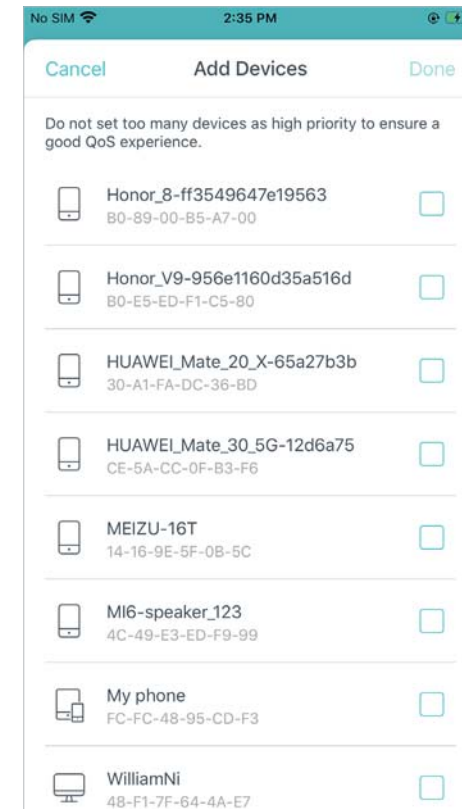 No SIM 2:35 PM
Cancel Add Devices Done
Do not set too many devices as high priority to ensure a
good QoS experience.
Honor_8-ff3549647e19563
B0-89-00-B5-A7-00
Honor_V9-956e1160d35a516d
B0-E5-ED-F1-C5-80
HUAWEI_Mate_20_X-65a27b3b
30-A1-FA-DC-36-BD
HUAWEI_Mate_30_5G-12d6a75
CE-5A-CC-0F-B3-F6
MEIZU-16T
14-16-9E-5F-0B-5C
MI6-speaker_123
4C-49-E3-ED-F9-99
My phone
FC-FC-48-95-CD-F3
WilliamNi
48-F1-7F-64-4A-E7